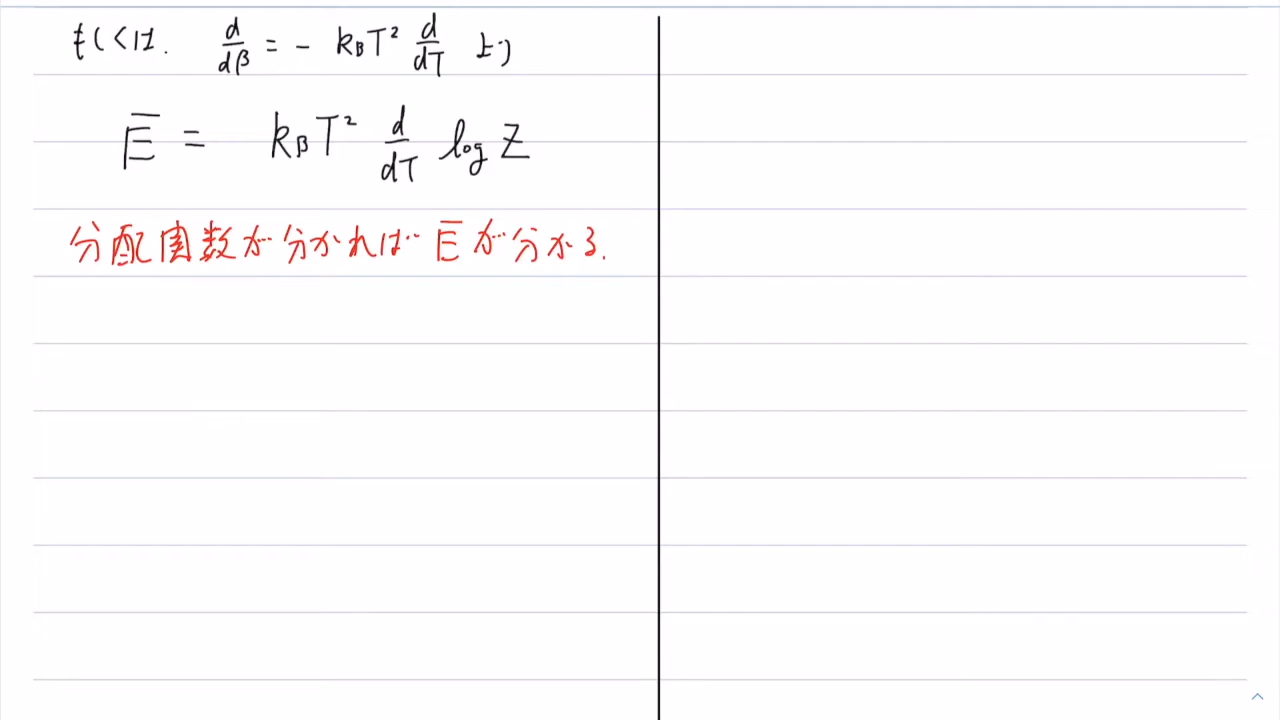 もしくは. d/dβ = - k_B T² d/dT より
Ē = k_B T² d/dT log Z
分配関数が分かれば Ē が分かる.